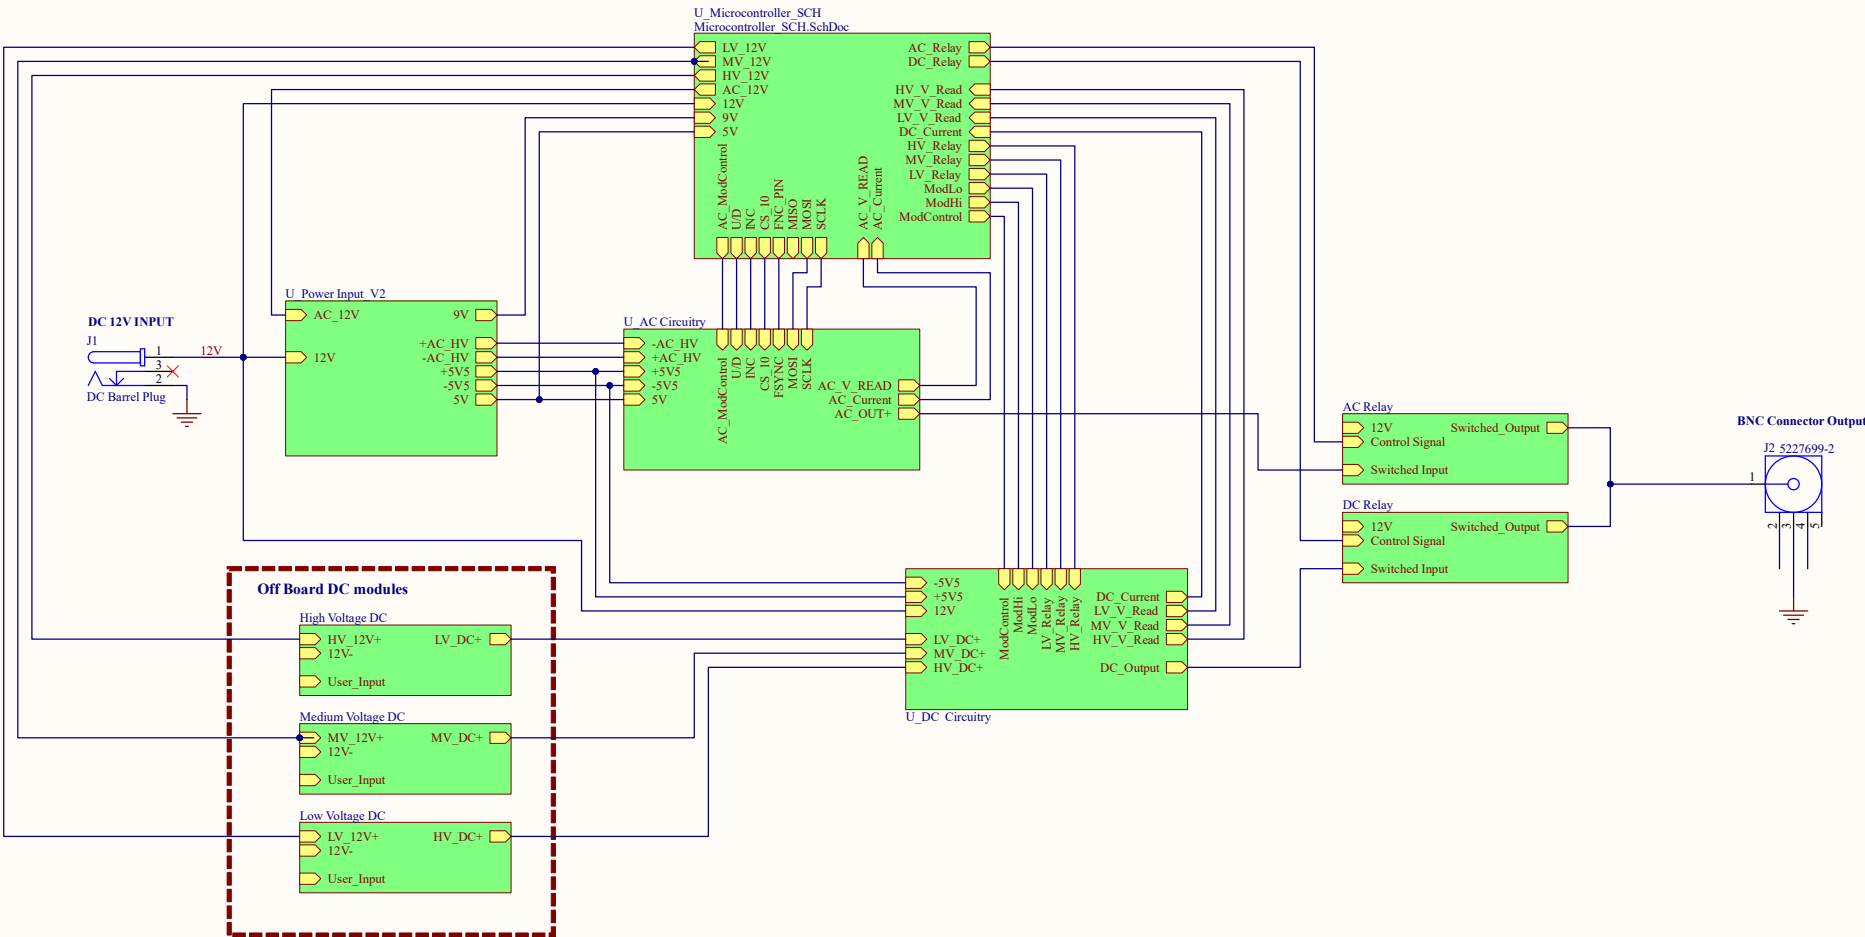 U_Microcontroller_SCH
Microcontroller_SCH.SchDoc
LV_12V
MV_12V
HV_12V
AC_12V
12V
9V
5V
AC_Relay
DC_Relay
HV_V_Read
MV_V_Read
LV_V_Read
DC_Current
HV_Relay
MV_Relay
LV_Relay
ModLo
ModHi
ModControl
AC_ModControl
U/D
INC
CS_10
FNC_PIN
MISO
MOSI
SCLK
AC_V_READ
AC_Current
DC 12V INPUT
J1
1
3
2
12V
DC Barrel Plug
U_Power Input_V2
AC_12V
12V
9V
+AC_HV
-AC_HV
+5V5
-5V5
5V
U_AC Circuitry
-AC_HV
+AC_HV
+5V5
-5V5
5V
AC_ModControl
U/D
INC
CS_10
FSYNC
MOSI
SCLK
AC_V_READ
AC_Current
AC_OUT+
AC Relay
12V
Control Signal
Switched Input
Switched_Output
DC Relay
12V
Control Signal
Switched Input
Switched_Output
BNC Connector Output
J2 5227699-2
1
2
3
4
5
Off Board DC modules
High Voltage DC
HV_12V+
12V-
User_Input
LV_DC+
Medium Voltage DC
MV_12V+
12V-
User_Input
MV_DC+
Low Voltage DC
LV_12V+
12V-
User_Input
HV_DC+
-5V5
+5V5
12V
LV_DC+
MV_DC+
HV_DC+
ModControl
ModHi
ModLo
LV_Relay
MV_Relay
HV_Relay
DC_Current
LV_V_Read
MV_V_Read
HV_V_Read
DC_Output
U_DC Circuitry